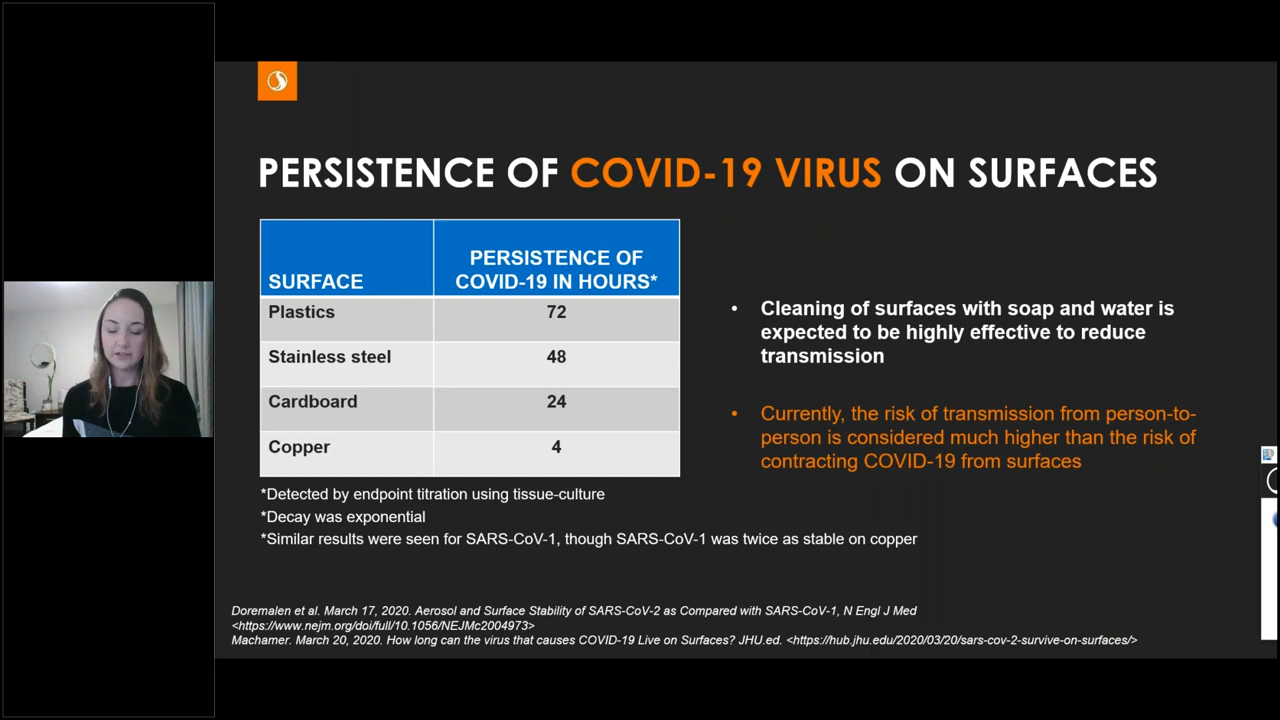 PERSISTENCE OF COVID-19 VIRUS ON SURFACES
SURFACE
PERSISTENCE OF
COVID-19 IN HOURS*
Plastics 72
Stainless steel 48
Cardboard 24
Copper 4
*Detected by endpoint titration using tissue-culture
*Decay was exponential
*Similar results were seen for SARS-CoV-1, though SARS-CoV-1 was twice as stable on copper
• Cleaning of surfaces with soap and water is
expected to be highly effective to reduce
transmission
• Currently, the risk of transmission from person-to-
person is considered much higher than the risk of
contracting COVID-19 from surfaces
Doremalen et al. March 17, 2020. Aerosol and Surface Stability of SARS-CoV-2 as Compared with SARS-CoV-1, N Engl J Med
<https://www.nejm.org/doi/full/10.1056/NEJMc2004973>
Machamer. March 20, 2020. How long can the virus that causes COVID-19 Live on Surfaces? JHU.ed. <https://hub.jhu.edu/2020/03/20/sars-cov-2-survive-on-surfaces/>